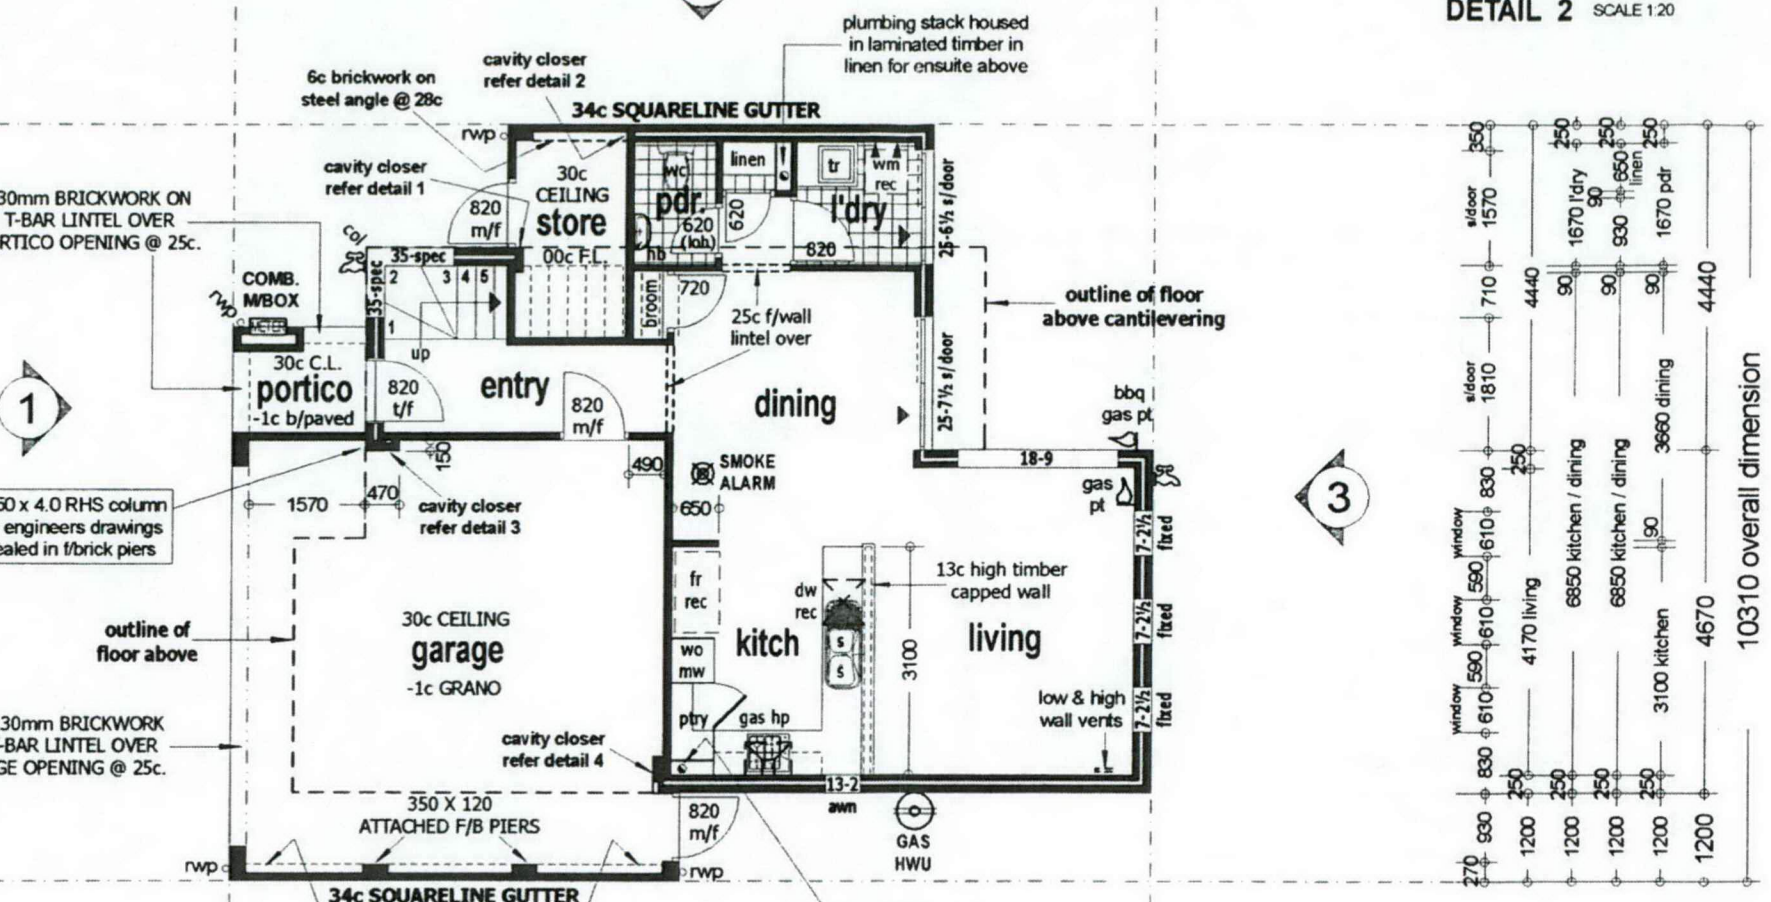 DETAIL 2 SCALE 1:20
plumbing stack housed
in laminated timber in
linen for ensuite above
cavity closer
refer detail 2
6c brickwork on
steel angle @ 28c
34c SQUARELINE GUTTER
rwp
cavity closer
refer detail 1
30c
CEILING
store
00c F.L.
820
m/f
wc
pdr.
620
(loh)
hb
linen
620
tr
wm
rec
l'dry
820
25-6½ s/door
30mm BRICKWORK ON
T-BAR LINTEL OVER
RTICO OPENING @ 25c.
col
35-spec
35-spec
2
3
4
5
1
up
COMB.
M/BOX
rwp
METER
broom
720
25c f/wall
lintel over
outline of floor
above cantilevering
25-7½ s/door
1
30c C.L.
portico
-1c b/paved
820
t/f
entry
820
m/f
dining
bbq
gas pt
150
490
SMOKE
ALARM
18-9
gas
pt
3
50 x 4.0 RHS column
engineers drawings
ealed in f/brick piers
1570
470
cavity closer
refer detail 3
650
7-2½
fixed
fr
rec
dw
rec
13c high timber
capped wall
outline of
floor above
30c CEILING
garage
-1c GRANO
wo
mw
kitch
s
s
3100
living
7-2½
fixed
ptry
gas hp
low & high
wall vents
7-2½
fixed
30mm BRICKWORK
-BAR LINTEL OVER
GE OPENING @ 25c.
cavity closer
refer detail 4
13-2
awn
350 X 120
ATTACHED F/B PIERS
820
m/f
GAS
HWU
rwp
rwp
34c SQUARELINE GUTTER
350
s/door
1570
710
s/door
1810
830
window
610
590
window
610
590
window
610
830
930
270
4440
250
4170 living
250
1200
250
1670 l'dry
90
6850 kitchen / dining
250
1200
250
650
linen
90
930
90
6850 kitchen / dining
250
1200
250
1670 pdr
90
3660 dining
90
3100 kitchen
250
1200
4440
4670
1200
10310 overall dimension